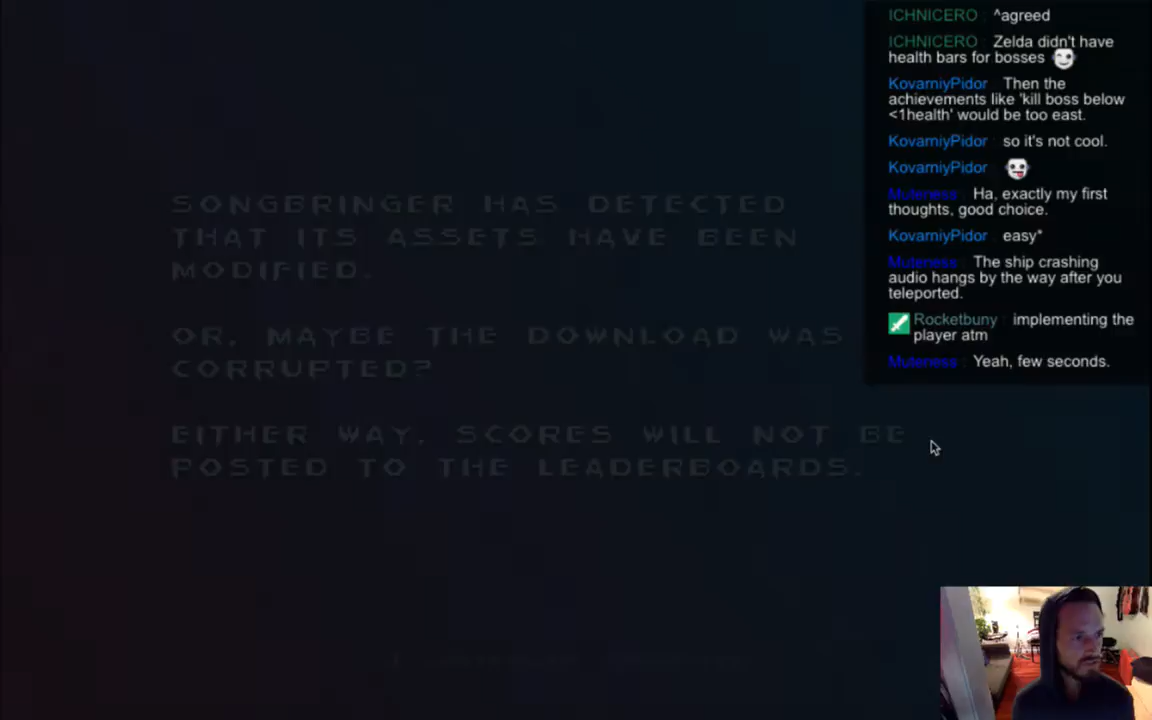 SONGBRINGER HAS DETECTED
THAT ITS ASSETS HAVE BEEN
MODIFIED.
OR, MAYBE THE DOWNLOAD WAS
CORRUPTED?
EITHER WAY, SCORES WILL NOT BE
POSTED TO THE LEADERBOARDS.
ICHNICERO : ^agreed
ICHNICERO : Zelda didn't have
health bars for bosses
KovarniyPidor : Then the
achievements like 'kill boss below
<1health' would be too east.
KovarniyPidor : so it's not cool.
KovarniyPidor :
Muteness : Ha, exactly my first
thoughts, good choice.
KovarniyPidor : easy*
Muteness : The ship crashing
audio hangs by the way after you
teleported.
Rocketbuny : implementing the
player atm
Muteness : Yeah, few seconds.